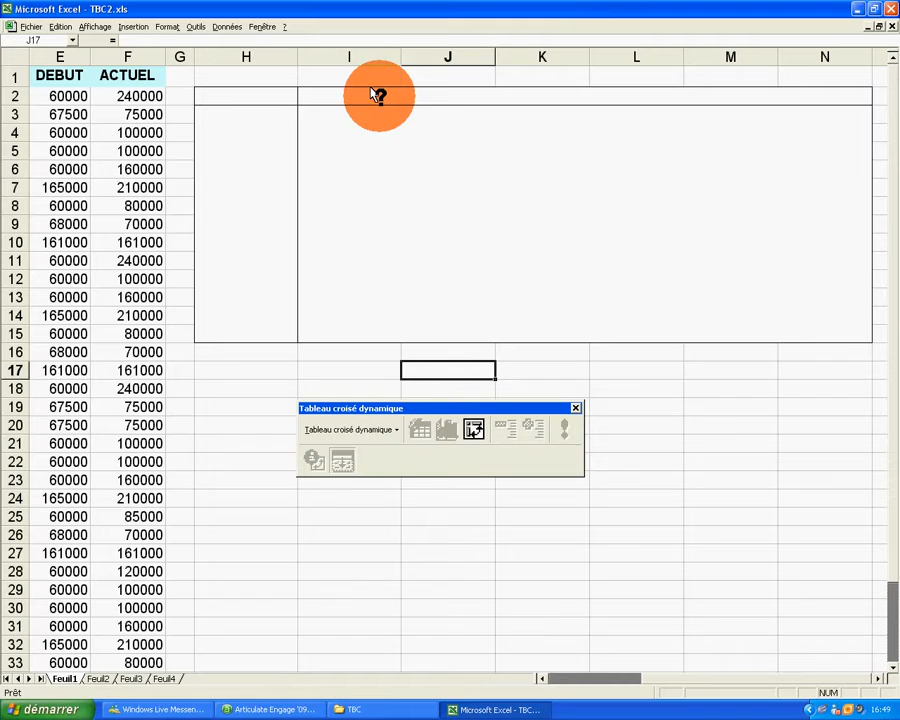 Microsoft Excel - TBC2.xls
Fichier Edition Affichage Insertion Format Outils Données Fenêtre ?
J17 =
E F G H I J K L M N
1 DEBUT ACTUEL
2 60000 240000 ?
3 67500 75000
4 60000 100000
5 60000 100000
6 60000 160000
7 165000 210000
8 60000 80000
9 68000 70000
10 161000 161000
11 60000 240000
12 60000 100000
13 60000 160000
14 165000 210000
15 60000 80000
16 68000 70000
17 161000 161000
18 60000 240000
Tableau croisé dynamique
19 67500 75000
20 67500 75000
Tableau croisé dynamique
21 60000 100000
22 60000 100000
23 60000 160000
24 165000 210000
25 60000 85000
26 68000 70000
27 161000 161000
28 60000 120000
29 60000 100000
30 60000 100000
31 60000 160000
32 165000 210000
33 60000 80000
Feuil1 Feuil2 Feuil3 Feuil4
Prêt NUM
démarrer Windows Live Messen... Articulate Engage '09... TBC Microsoft Excel - TBC... 16:49